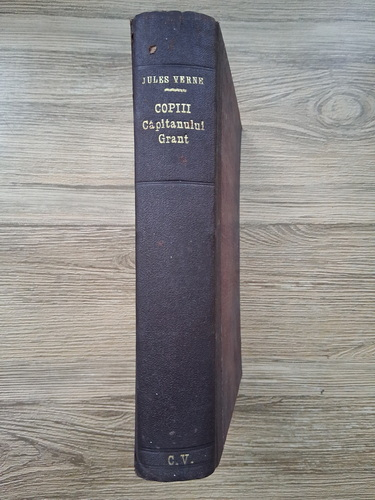 JULES VERNE
COPIII
Căpitanului
Grant
C.V.